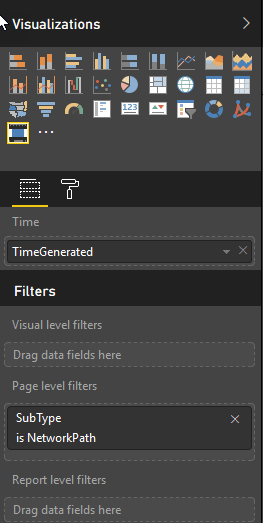 Visualizations
123
Time
TimeGenerated
Filters
Visual level filters
Drag data fields here
Page level filters
SubType
is NetworkPath
Report level filters
Drag data fields here